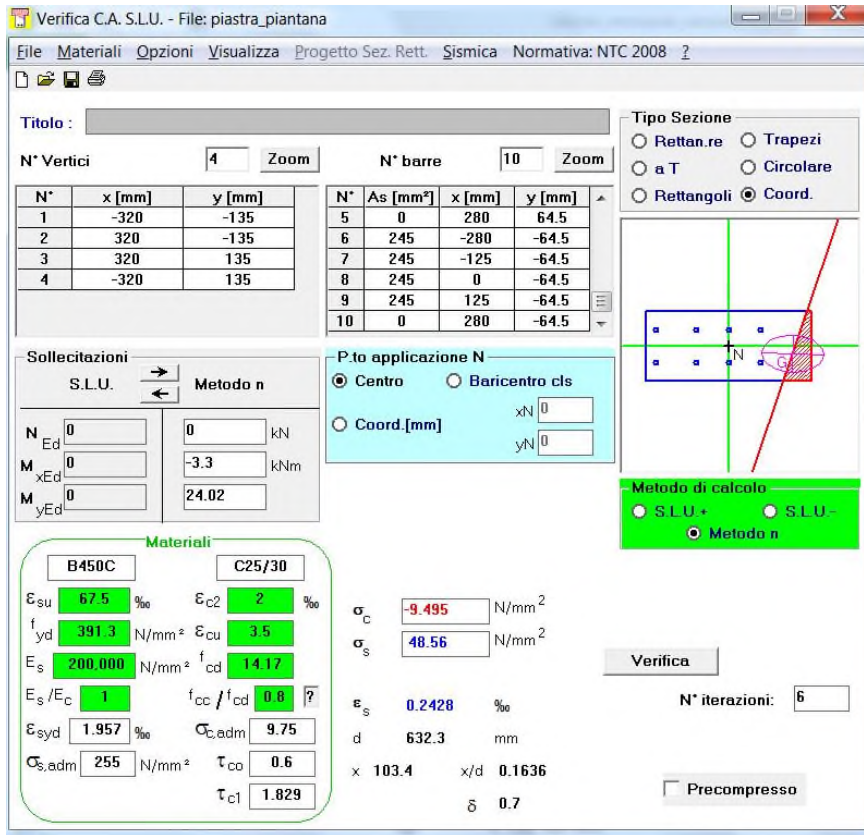 Verifica C.A. S.L.U. - File: piastra_piantana
File Materiali Opzioni Visualizza Progetto Sez. Rett. Sismica Normativa: NTC 2008 ?
Titolo :
N° Vertici 4 Zoom
N° barre 10 Zoom
N° x [mm] y [mm]
1 -320 -135
2 320 -135
3 320 135
4 -320 135
N° As [mm²] x [mm] y [mm]
5 0 280 64.5
6 245 -280 -64.5
7 245 -125 -64.5
8 245 0 -64.5
9 245 125 -64.5
10 0 280 -64.5
Tipo Sezione
Rettan.re Trapezi
a T Circolare
Rettangoli Coord.
N G
Sollecitazioni
S.L.U. Metodo n
N Ed 0 0 kN
M xEd 0 -3.3 kNm
M yEd 0 24.02
P.to applicazione N
Centro Baricentro cls
Coord.[mm] xN 0
yN 0
Metodo di calcolo
S.L.U.+ S.L.U.-
Metodo n
Materiali
B450C C25/30
εsu 67.5 ‰ εc2 2 ‰
fyd 391.3 N/mm² εcu 3.5
Es 200,000 N/mm² fcd 14.17
Es/Ec 1 fcc/fcd 0.8 ?
εsyd 1.957 ‰ σc,adm 9.75
σs,adm 255 N/mm² τco 0.6
τc1 1.829
σc -9.495 N/mm²
σs 48.56 N/mm²
εs 0.2428 ‰
d 632.3 mm
x 103.4 x/d 0.1636
δ 0.7
Verifica
N° iterazioni: 6
Precompresso